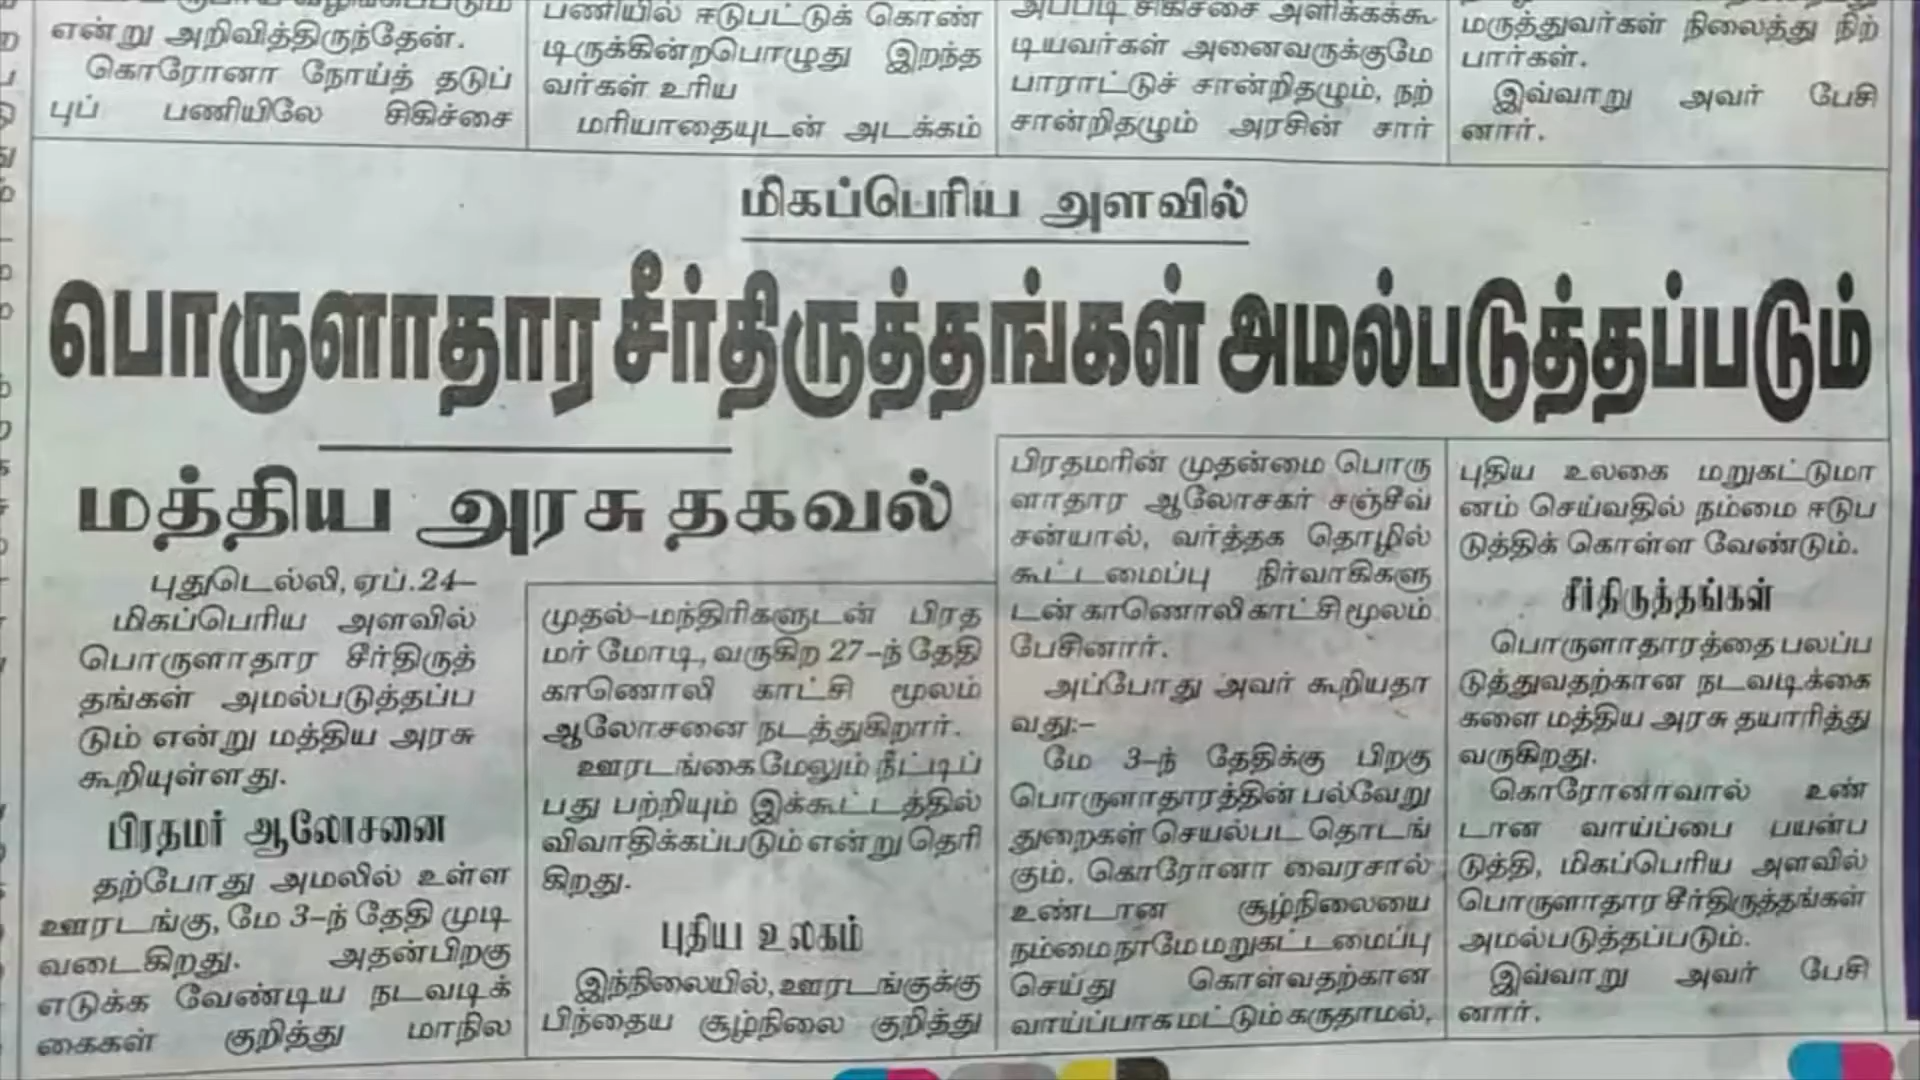 என்று அறிவித்திருந்தேன்.
கொரோனா நோய்த் தடுப்
புப் பணியிலே சிகிச்சை
பணியில் ஈடுபட்டுக் கொண்
டிருக்கின்றபொழுது இறந்த
வர்கள் உரிய
மரியாதையுடன் அடக்கம்
அப்படி சிகிச்சை அளிக்கக்கூ
டியவர்கள் அனைவருக்குமே
பாராட்டுச் சான்றிதழும், நற்
சான்றிதழும் அரசின் சார்
மருத்துவர்கள் நிலைத்து நிற்
பார்கள்.
இவ்வாறு அவர் பேசி
னார்.
மிகப்பெரிய அளவில்
பொருளாதார சீர்திருத்தங்கள் அமல்படுத்தப்படும்
மத்திய அரசு தகவல்
புதுடெல்லி, ஏப்.24–
மிகப்பெரிய அளவில்
பொருளாதார சீர்திருத்
தங்கள் அமல்படுத்தப்ப
டும் என்று மத்திய அரசு
கூறியுள்ளது.
பிரதமர் ஆலோசனை
தற்போது அமலில் உள்ள
ஊரடங்கு, மே 3–ந் தேதி முடி
வடைகிறது. அதன்பிறகு
எடுக்க வேண்டிய நடவடிக்
கைகள் குறித்து மாநில
முதல்–மந்திரிகளுடன் பிரத
மர் மோடி, வருகிற 27–ந் தேதி
காணொலி காட்சி மூலம்
ஆலோசனை நடத்துகிறார்.
ஊரடங்கை மேலும் நீட்டிப்
பது பற்றியும் இக்கூட்டத்தில்
விவாதிக்கப்படும் என்று தெரி
கிறது.
புதிய உலகம்
இந்நிலையில், ஊரடங்குக்கு
பிந்தைய சூழ்நிலை குறித்து
பிரதமரின் முதன்மை பொரு
ளாதார ஆலோசகர் சஞ்சீவ்
சன்யால், வர்த்தக தொழில்
கூட்டமைப்பு நிர்வாகிகளு
டன் காணொலி காட்சி மூலம்
பேசினார்.
அப்போது அவர் கூறியதா
வது:–
மே 3–ந் தேதிக்கு பிறகு
பொருளாதாரத்தின் பல்வேறு
துறைகள் செயல்பட தொடங்
கும். கொரோனா வைரசால்
உண்டான சூழ்நிலையை
நம்மை நாமே மறுகட்டமைப்பு
செய்து கொள்வதற்கான
வாய்ப்பாக மட்டும் கருதாமல்,
புதிய உலகை மறுகட்டுமா
னம் செய்வதில் நம்மை ஈடுப
டுத்திக் கொள்ள வேண்டும்.
சீர்திருத்தங்கள்
பொருளாதாரத்தை பலப்ப
டுத்துவதற்கான நடவடிக்கை
களை மத்திய அரசு தயாரித்து
வருகிறது.
கொரோனாவால் உண்
டான வாய்ப்பை பயன்ப
டுத்தி, மிகப்பெரிய அளவில்
பொருளாதார சீர்திருத்தங்கள்
அமல்படுத்தப்படும்.
இவ்வாறு அவர் பேசி
னார்.